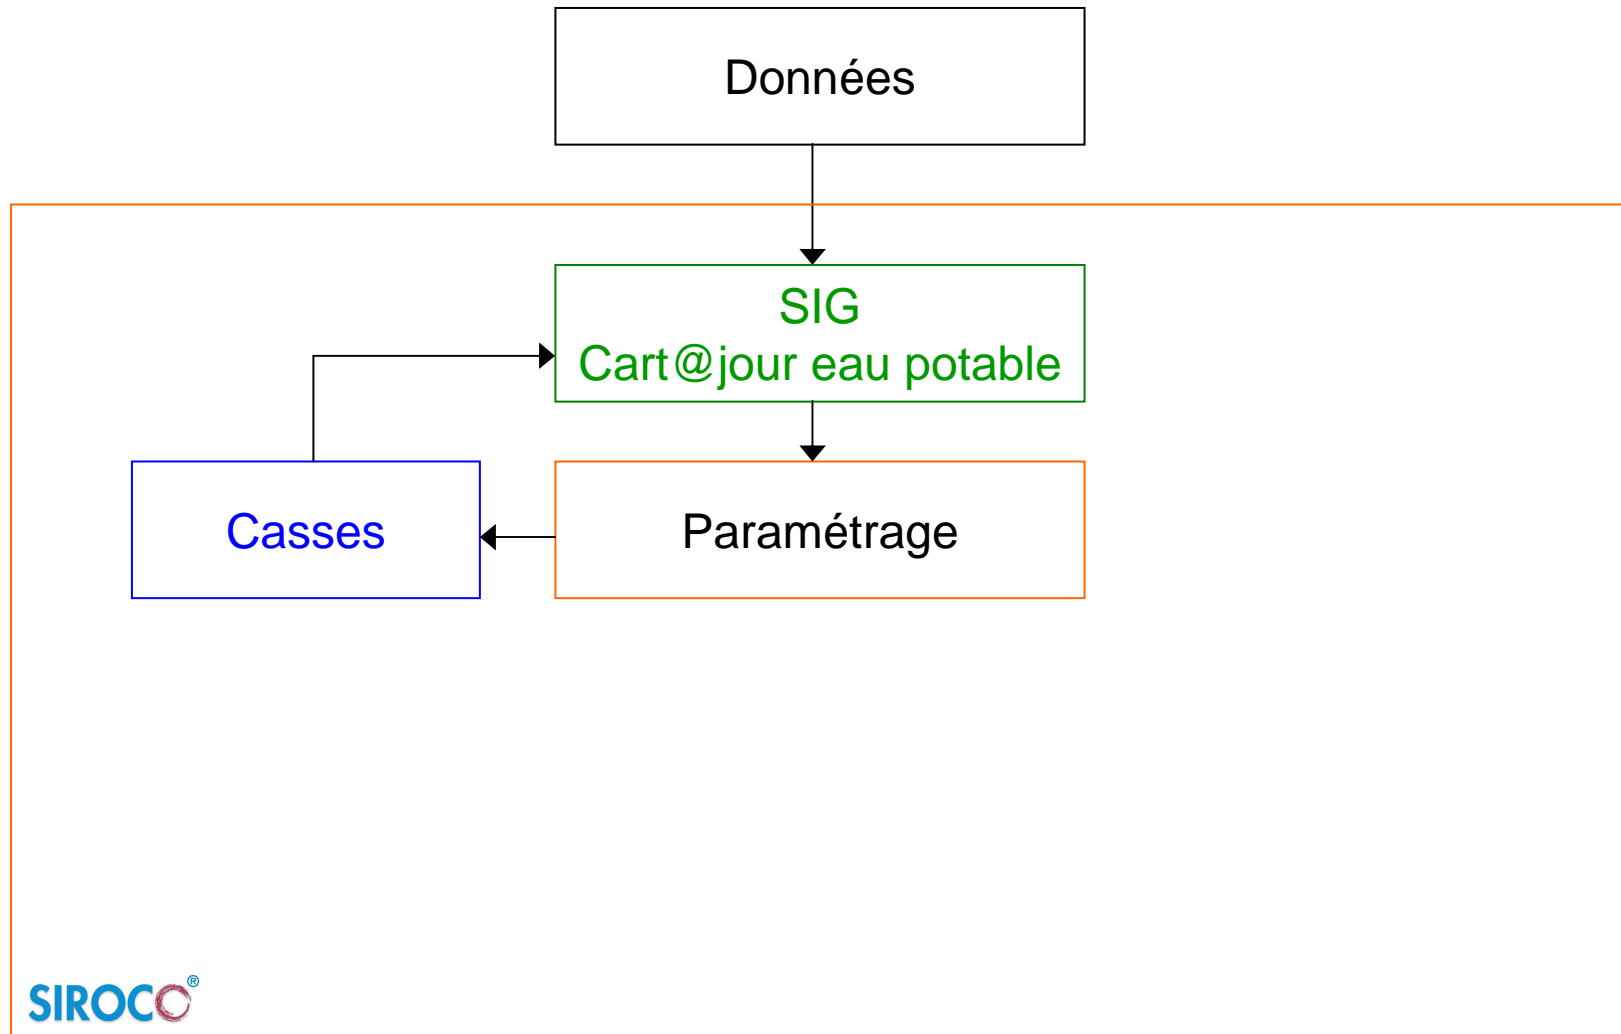 Données
SIG
Cart@jour eau potable
Casses
Paramétrage
SIROCO®